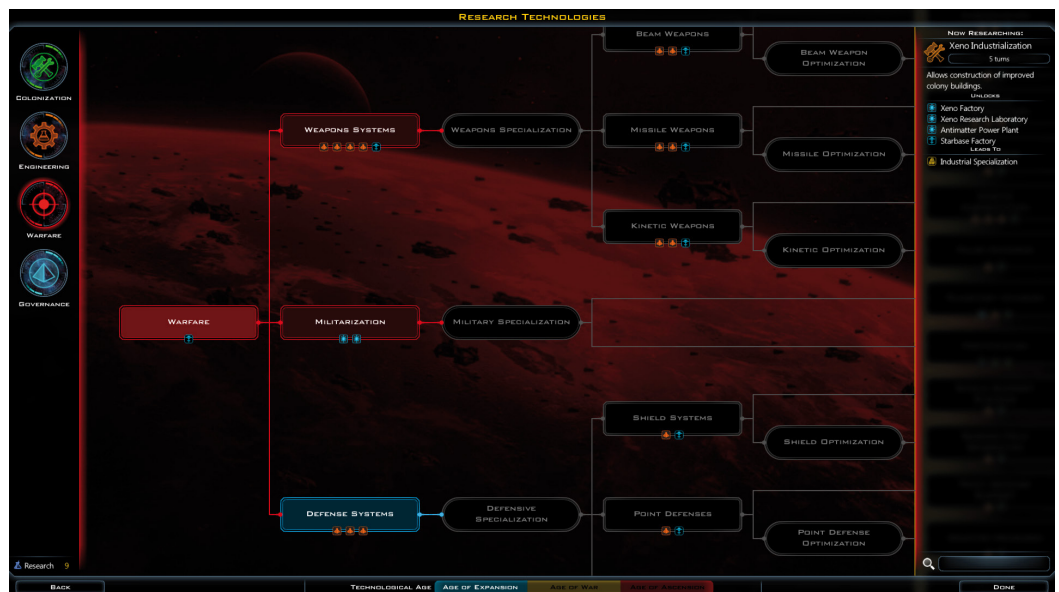 RESEARCH TECHNOLOGIES
COLONIZATION
ENGINEERING
WARFARE
GOVERNANCE
Research 9
WARFARE
WEAPONS SYSTEMS
MILITARIZATION
DEFENSE SYSTEMS
WEAPONS SPECIALIZATION
MILITARY SPECIALIZATION
DEFENSIVE
SPECIALIZATION
BEAM WEAPONS
MISSILE WEAPONS
KINETIC WEAPONS
SHIELD SYSTEMS
POINT DEFENSES
BEAM WEAPON
OPTIMIZATION
MISSILE OPTIMIZATION
KINETIC OPTIMIZATION
SHIELD OPTIMIZATION
POINT DEFENSE
OPTIMIZATION
NOW RESEARCHING:
Xeno Industrialization
5 turns
Allows construction of improved
colony buildings.
UNLOCKS
Xeno Factory
Xeno Research Laboratory
Antimatter Power Plant
Starbase Factory
LEADS TO
Industrial Specialization
BACK
TECHNOLOGICAL AGE
AGE OF EXPANSION
AGE OF WAR
AGE OF ASCENSION
DONE